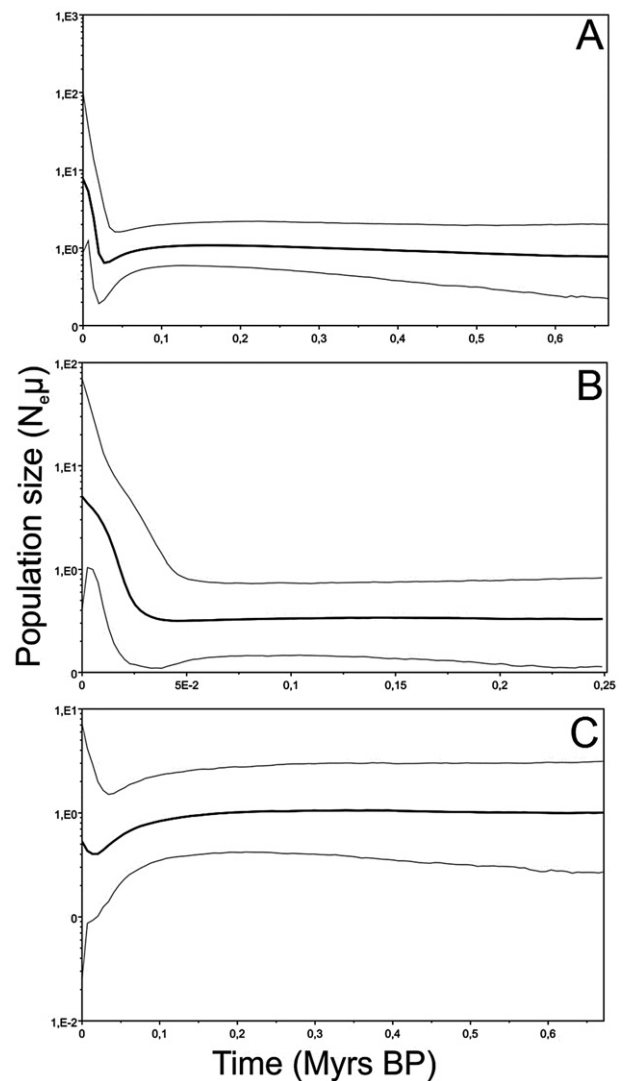 Population size (Neμ)
A
1,E3
1,E2
1,E1
1,E0
0
0 0,1 0,2 0,3 0,4 0,5 0,6
B
1,E2
1,E1
1,E0
0
0 5E-2 0,1 0,15 0,2 0,25
C
1,E1
1,E0
0
1,E-2
0 0,1 0,2 0,3 0,4 0,5 0,6
Time (Myrs BP)